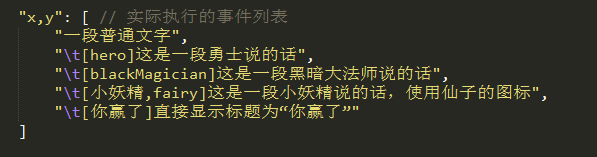 "x,y": [ // 实际执行的事件列表
"一段普通文字",
"\t[hero]这是一段勇士说的话",
"\t[blackMagician]这是一段黑暗大法师说的话",
"\t[小妖精,fairy]这是一段小妖精说的话，使用仙子的图标",
"\t[你赢了]直接显示标题为“你赢了”"
]